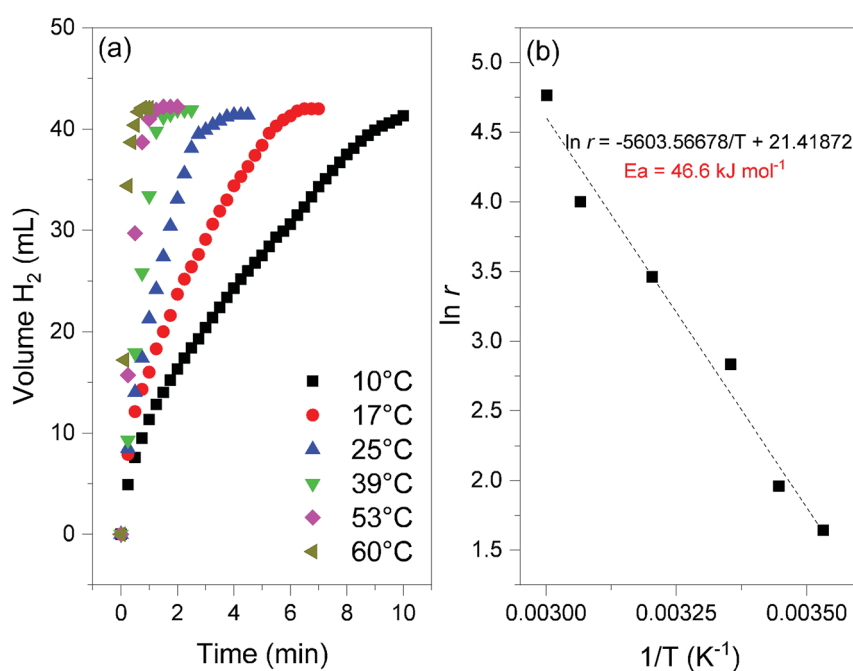 (a)
50
40
30
20
10
0
Volume H₂ (mL)
0 2 4 6 8 10
Time (min)
10°C
17°C
25°C
39°C
53°C
60°C
(b)
5.0
4.5
4.0
3.5
3.0
2.5
2.0
1.5
ln r
ln r = -5603.56678/T + 21.41872
Ea = 46.6 kJ mol⁻¹
0.00300 0.00325 0.00350
1/T (K⁻¹)